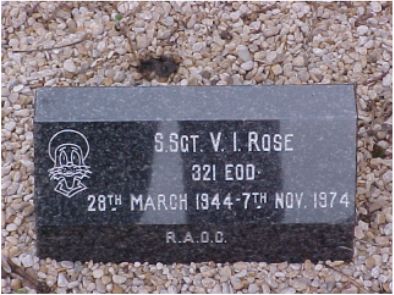 S.SGT. V. I. ROSE
321 EOD.
28TH MARCH 1944-7TH NOV. 1974
R.A.O.C.